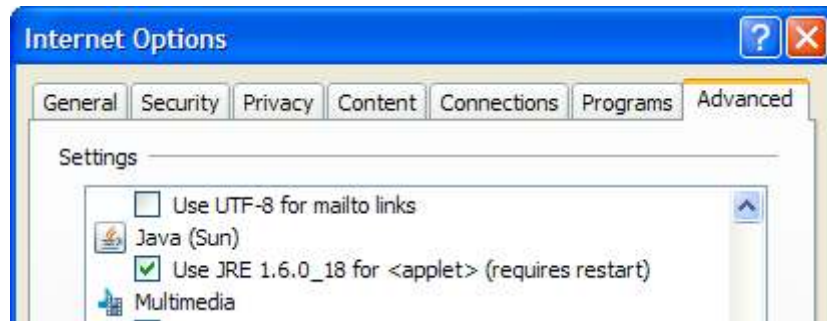 Internet Options
General Security Privacy Content Connections Programs Advanced
Settings
Use UTF-8 for mailto links
Java (Sun)
Use JRE 1.6.0_18 for <applet> (requires restart)
Multimedia